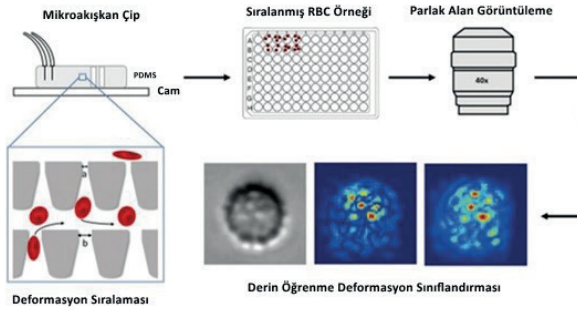 Mikroakışkan Çip
Sıralanmış RBC Örneği
Parlak Alan Görüntüleme
PDMS
Cam
A
B
C
D
E
F
G
H
40x
a
b
Deformasyon Sıralaması
Derin Öğrenme Deformasyon Sınıflandırması